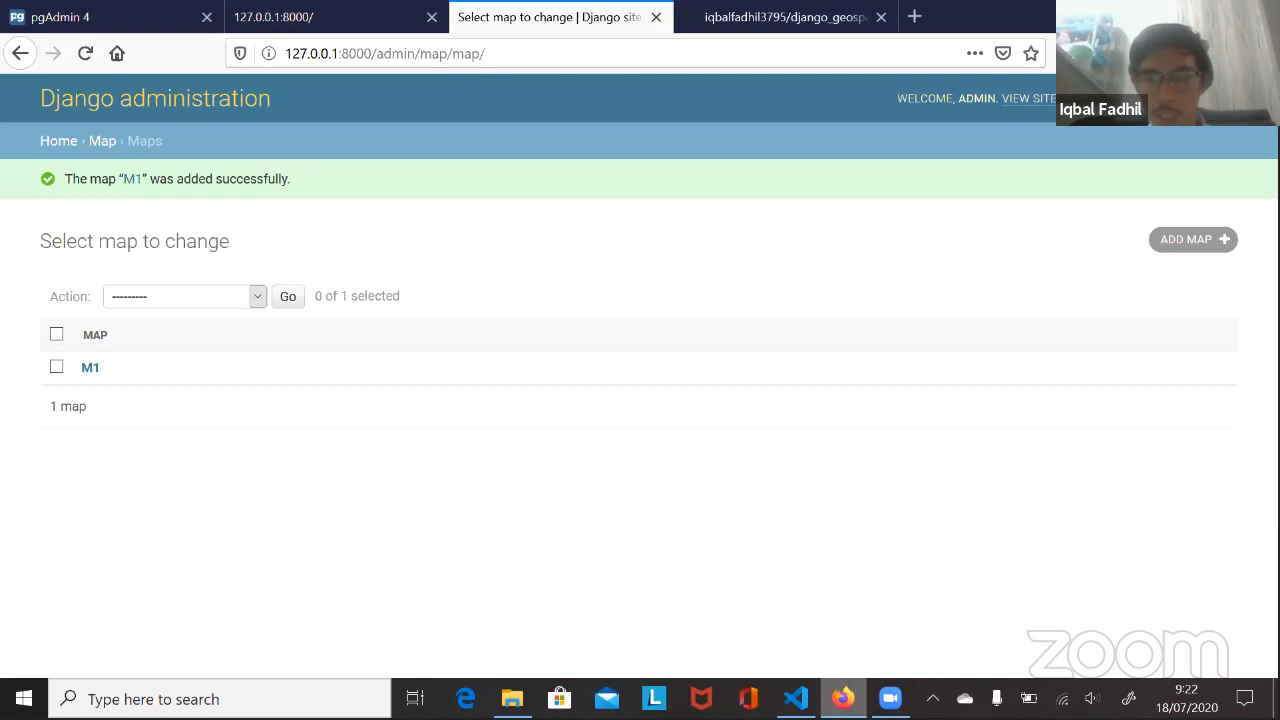 pgAdmin 4
127.0.0.1:8000/
Select map to change | Django site
iqbalfadhil3795/django_geospa
127.0.0.1:8000/admin/map/map/
Iqbal Fadhil
Django administration
WELCOME, ADMIN. VIEW SITE
Home › Map › Maps
The map “M1” was added successfully.
Select map to change
ADD MAP +
Action: --------- Go 0 of 1 selected
MAP
M1
1 map
zoom
Type here to search
9:22
18/07/2020